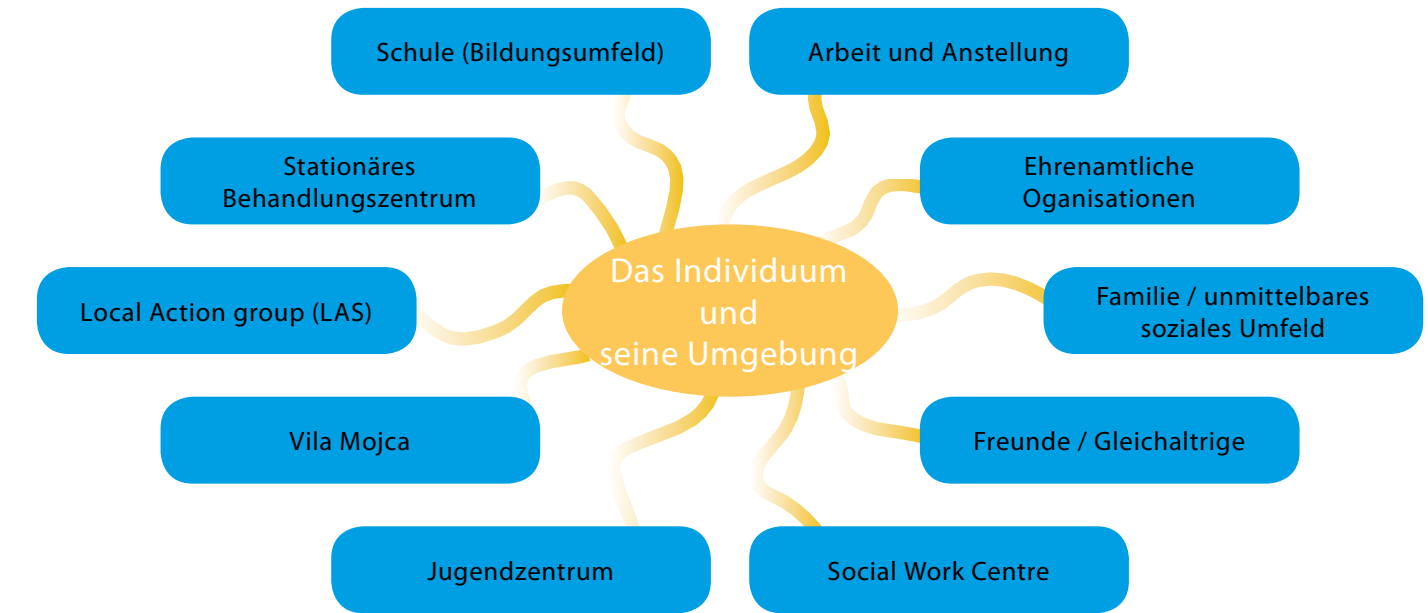 Schule (Bildungsumfeld)
Arbeit und Anstellung
Stationäres
Behandlungszentrum
Ehrenamtliche
Oganisationen
Das Individuum
und
seine Umgebung
Local Action group (LAS)
Familie / unmittelbares
soziales Umfeld
Vila Mojca
Freunde / Gleichaltrige
Jugendzentrum
Social Work Centre